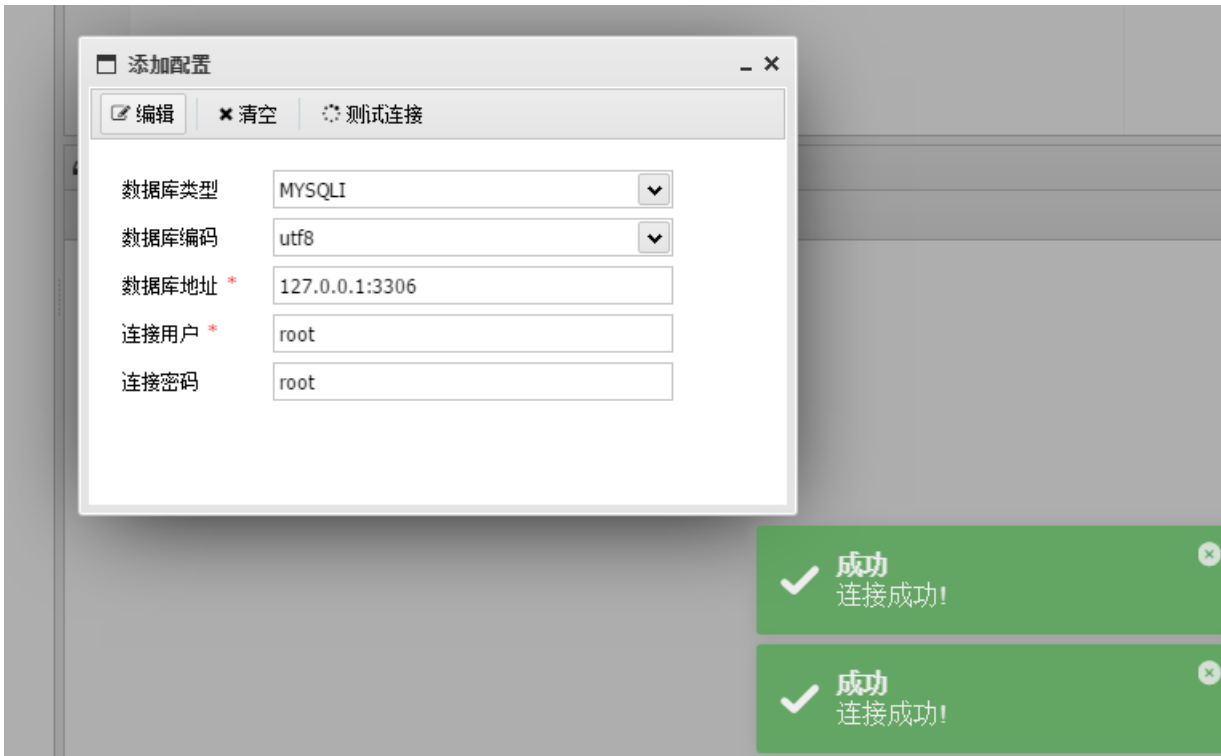 添加配置
编辑 清空 测试连接
数据库类型 MYSQLI
数据库编码 utf8
数据库地址 * 127.0.0.1:3306
连接用户 * root
连接密码 root
成功
连接成功!
成功
连接成功!